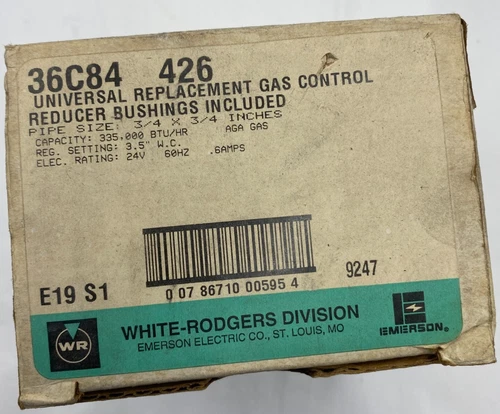 36C84 426
UNIVERSAL REPLACEMENT GAS CONTROL
REDUCER BUSHINGS INCLUDED
PIPE SIZE: 3/4 X 3/4 INCHES
CAPACITY: 335,000 BTU/HR AGA GAS
REG. SETTING: 3.5" W.C.
ELEC. RATING: 24V 60HZ .6AMPS
E19 S1
0 07 86710 00595 4
9247
WR
WHITE-RODGERS DIVISION
EMERSON ELECTRIC CO., ST. LOUIS, MO
EMERSON®